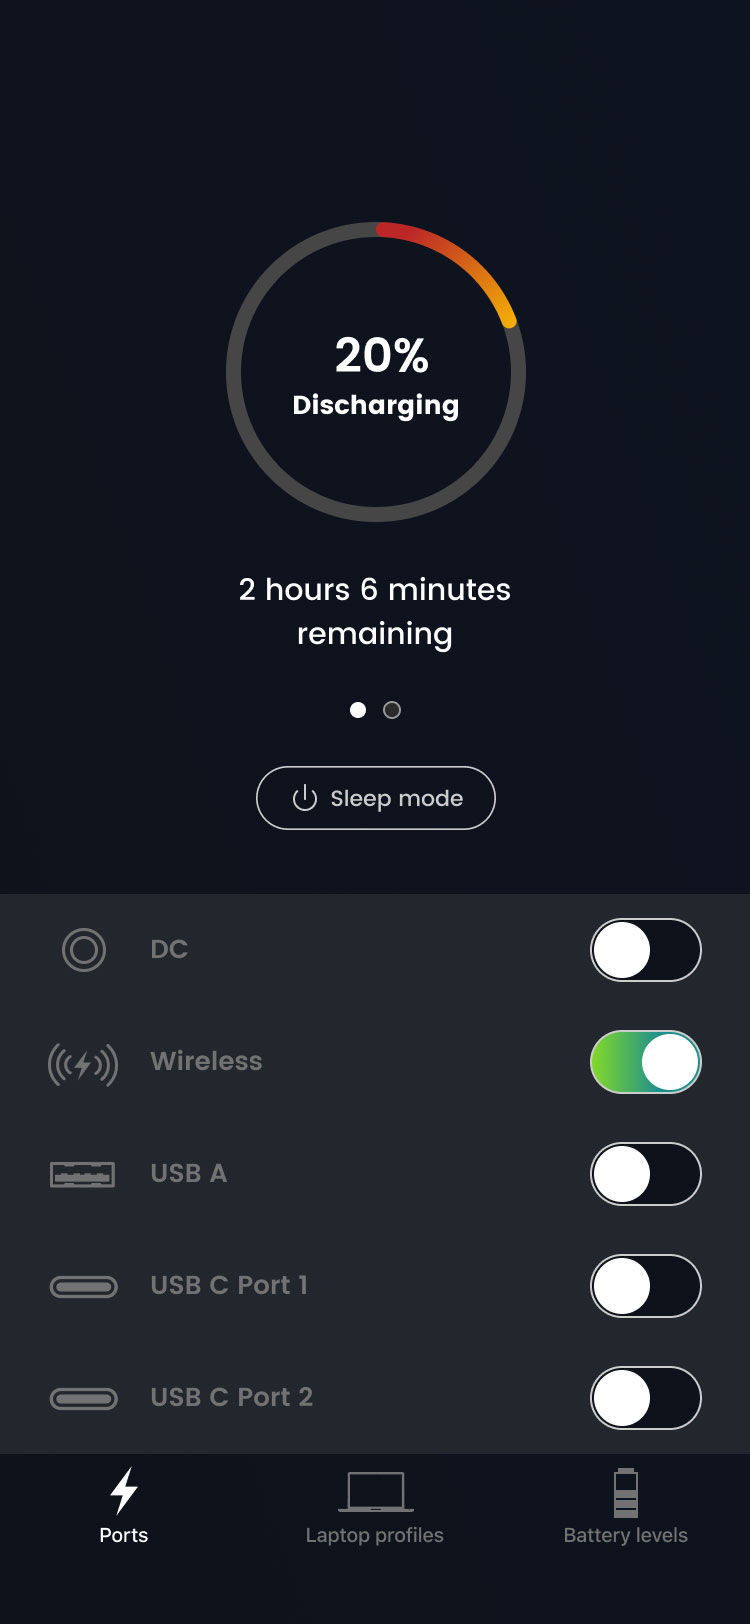 20%
Discharging
2 hours 6 minutes
remaining
Sleep mode
DC
Wireless
USB A
USB C Port 1
USB C Port 2
Ports
Laptop profiles
Battery levels